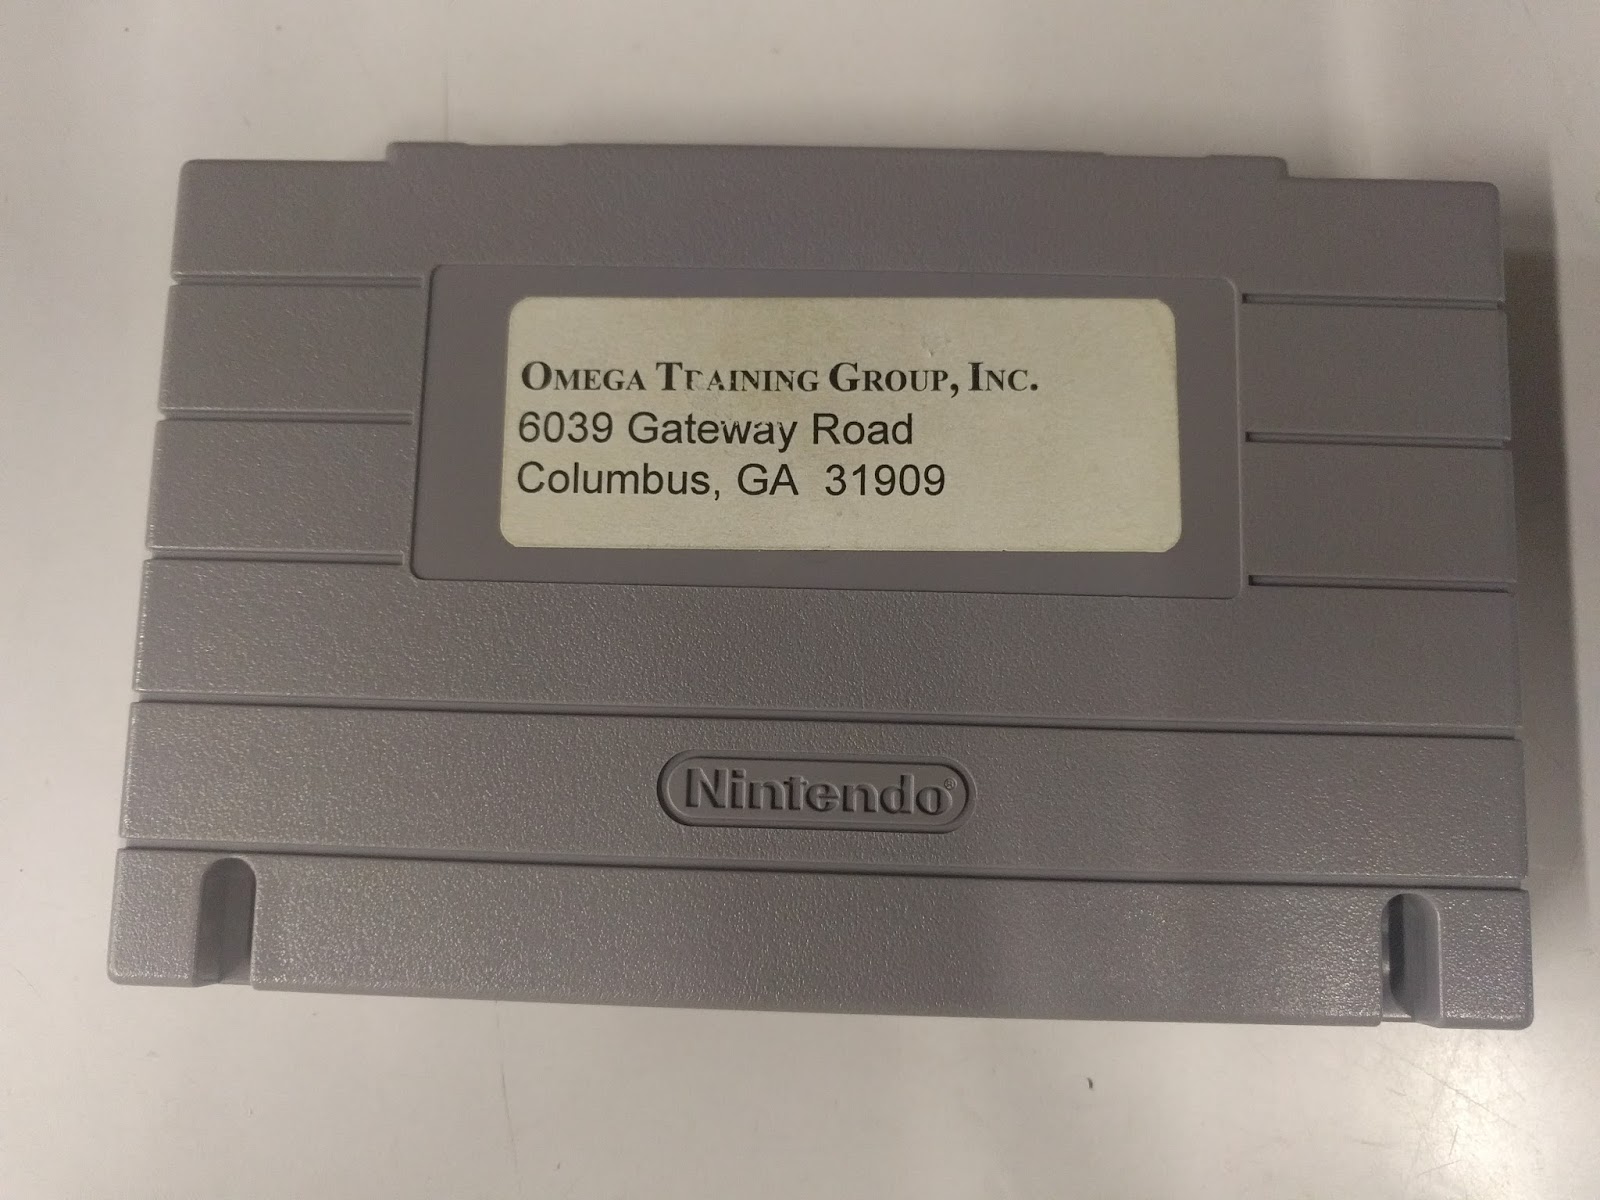 OMEGA TRAINING GROUP, INC.
6039 Gateway Road
Columbus, GA 31909
Nintendo®